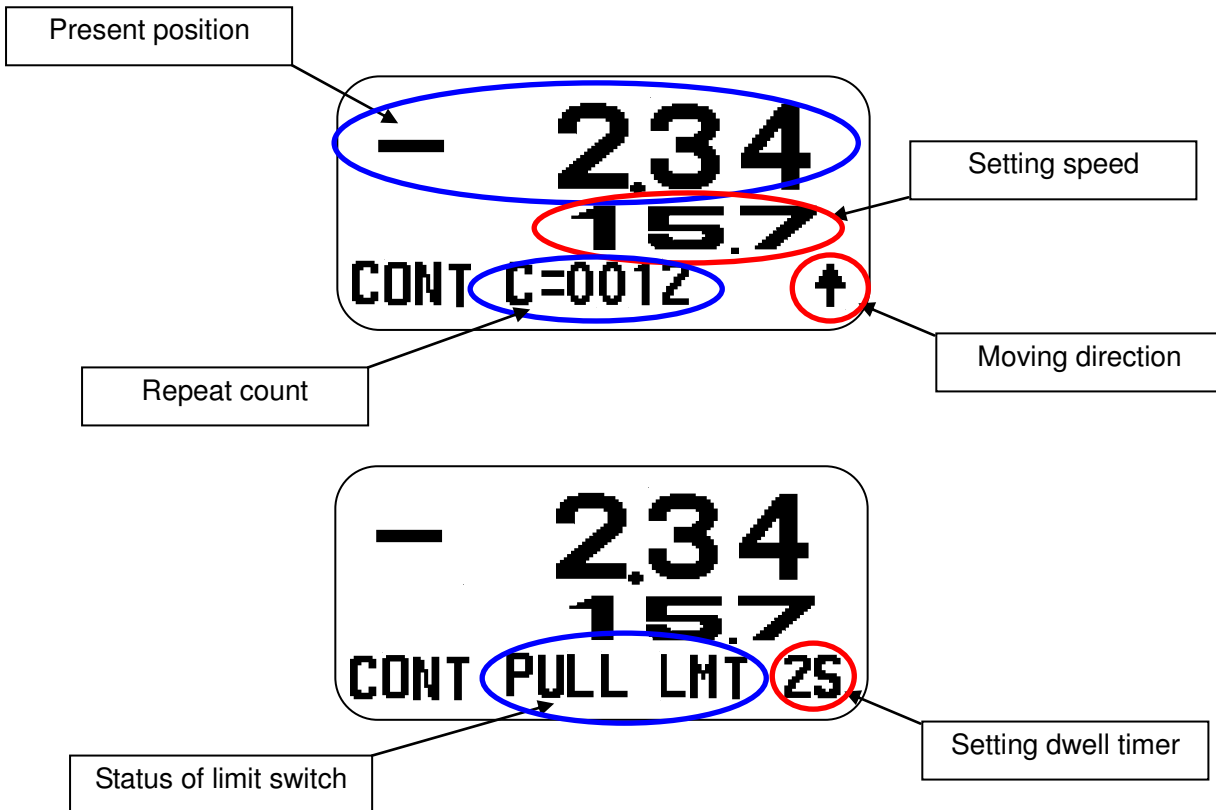 Present position
– 2.34
Setting speed
15.7
CONT C=0012 ↑
Moving direction
Repeat count
– 2.34
15.7
CONT PULL LMT 2S
Setting dwell timer
Status of limit switch